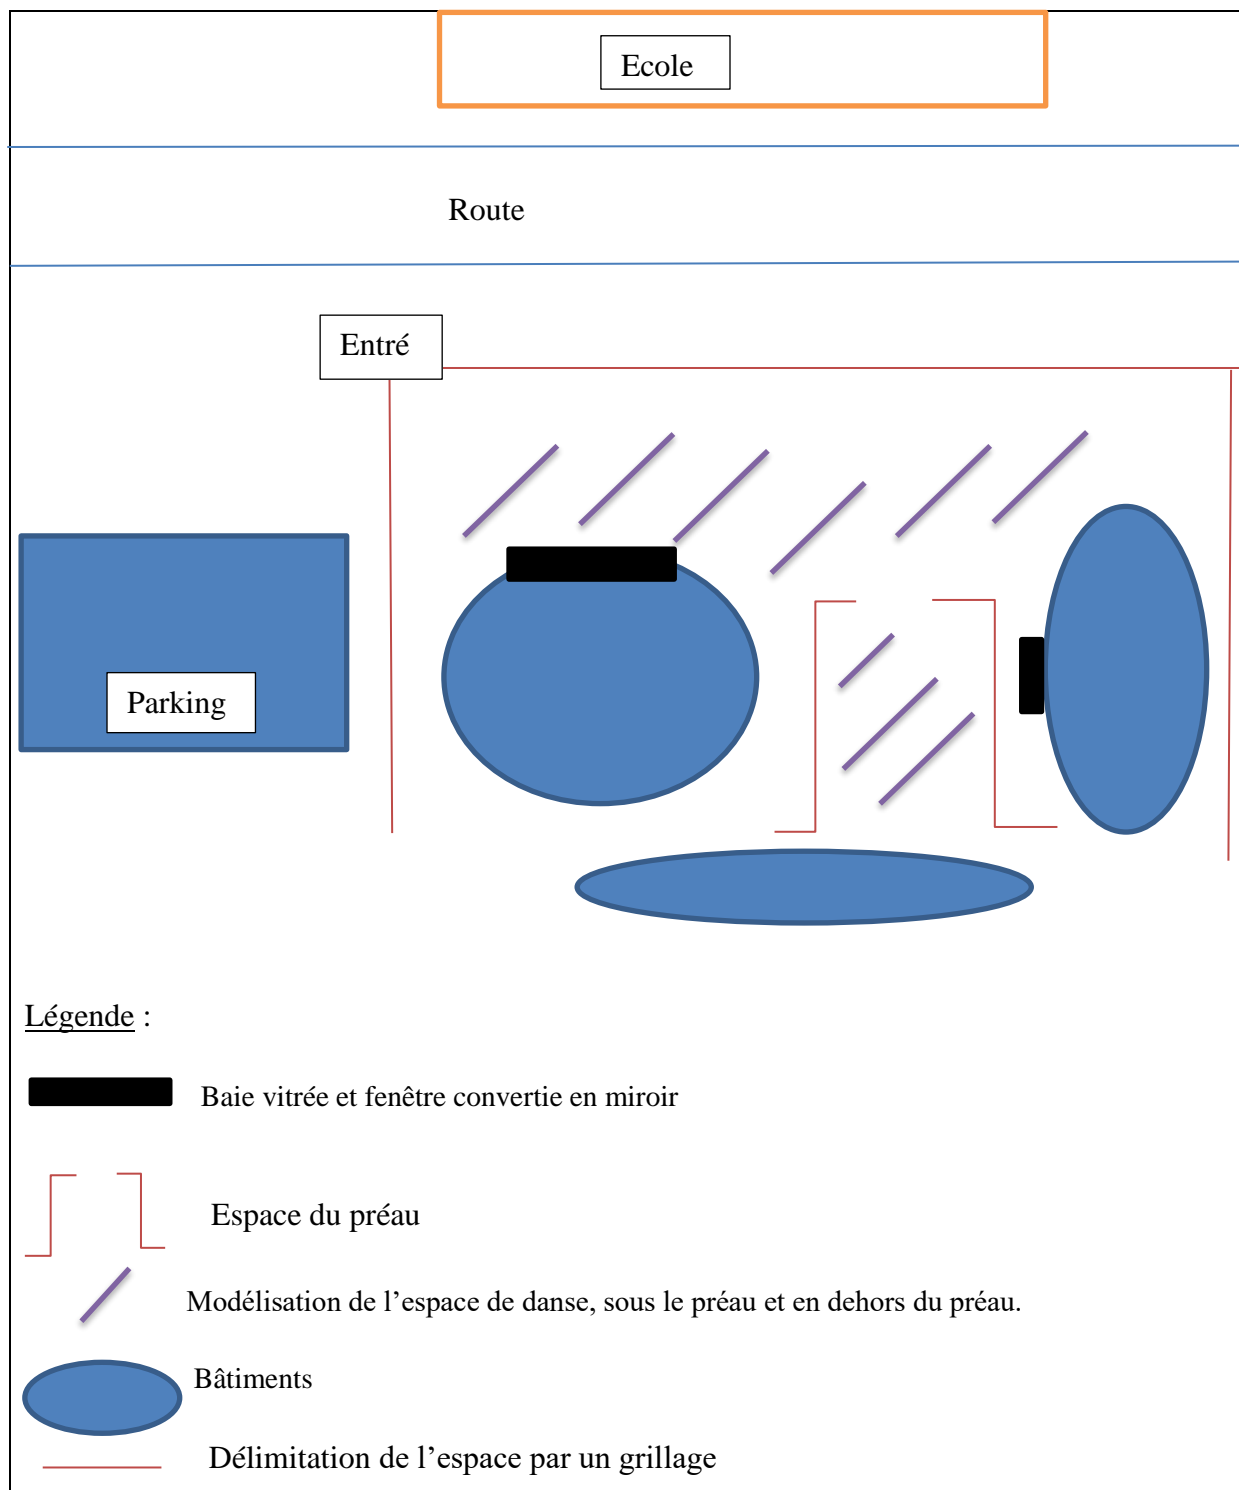 Ecole
Route
Entré
Parking
Légende :
Baie vitrée et fenêtre convertie en miroir
Espace du préau
Modélisation de l’espace de danse, sous le préau et en dehors du préau.
Bâtiments
Délimitation de l’espace par un grillage